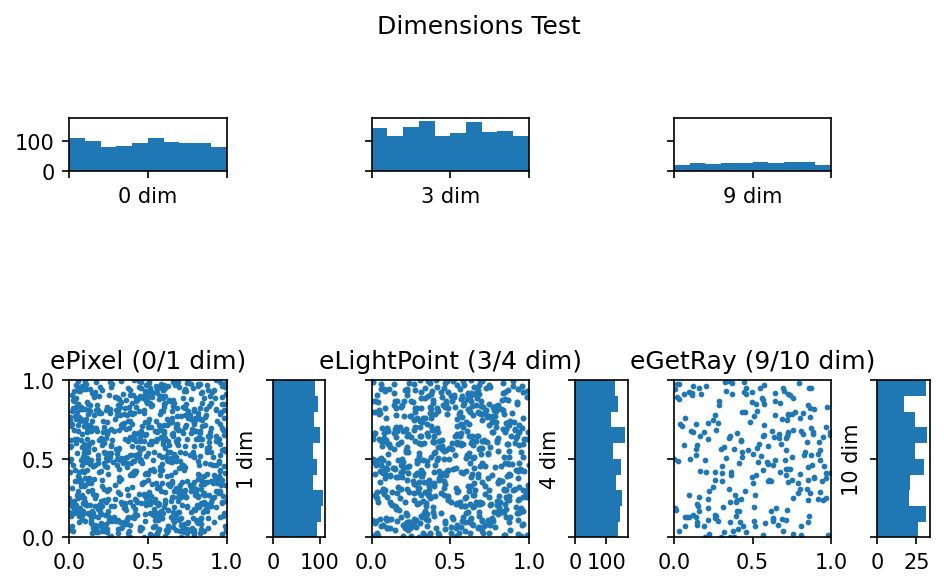 Dimensions Test
100
0
0 dim
3 dim
9 dim
ePixel (0/1 dim)
eLightPoint (3/4 dim)
eGetRay (9/10 dim)
1.0
0.5
0.0
1 dim
4 dim
10 dim
0.0 0.5 1.0
0 100
0.0 0.5 1.0
0 100
0.0 0.5 1.0
0 25